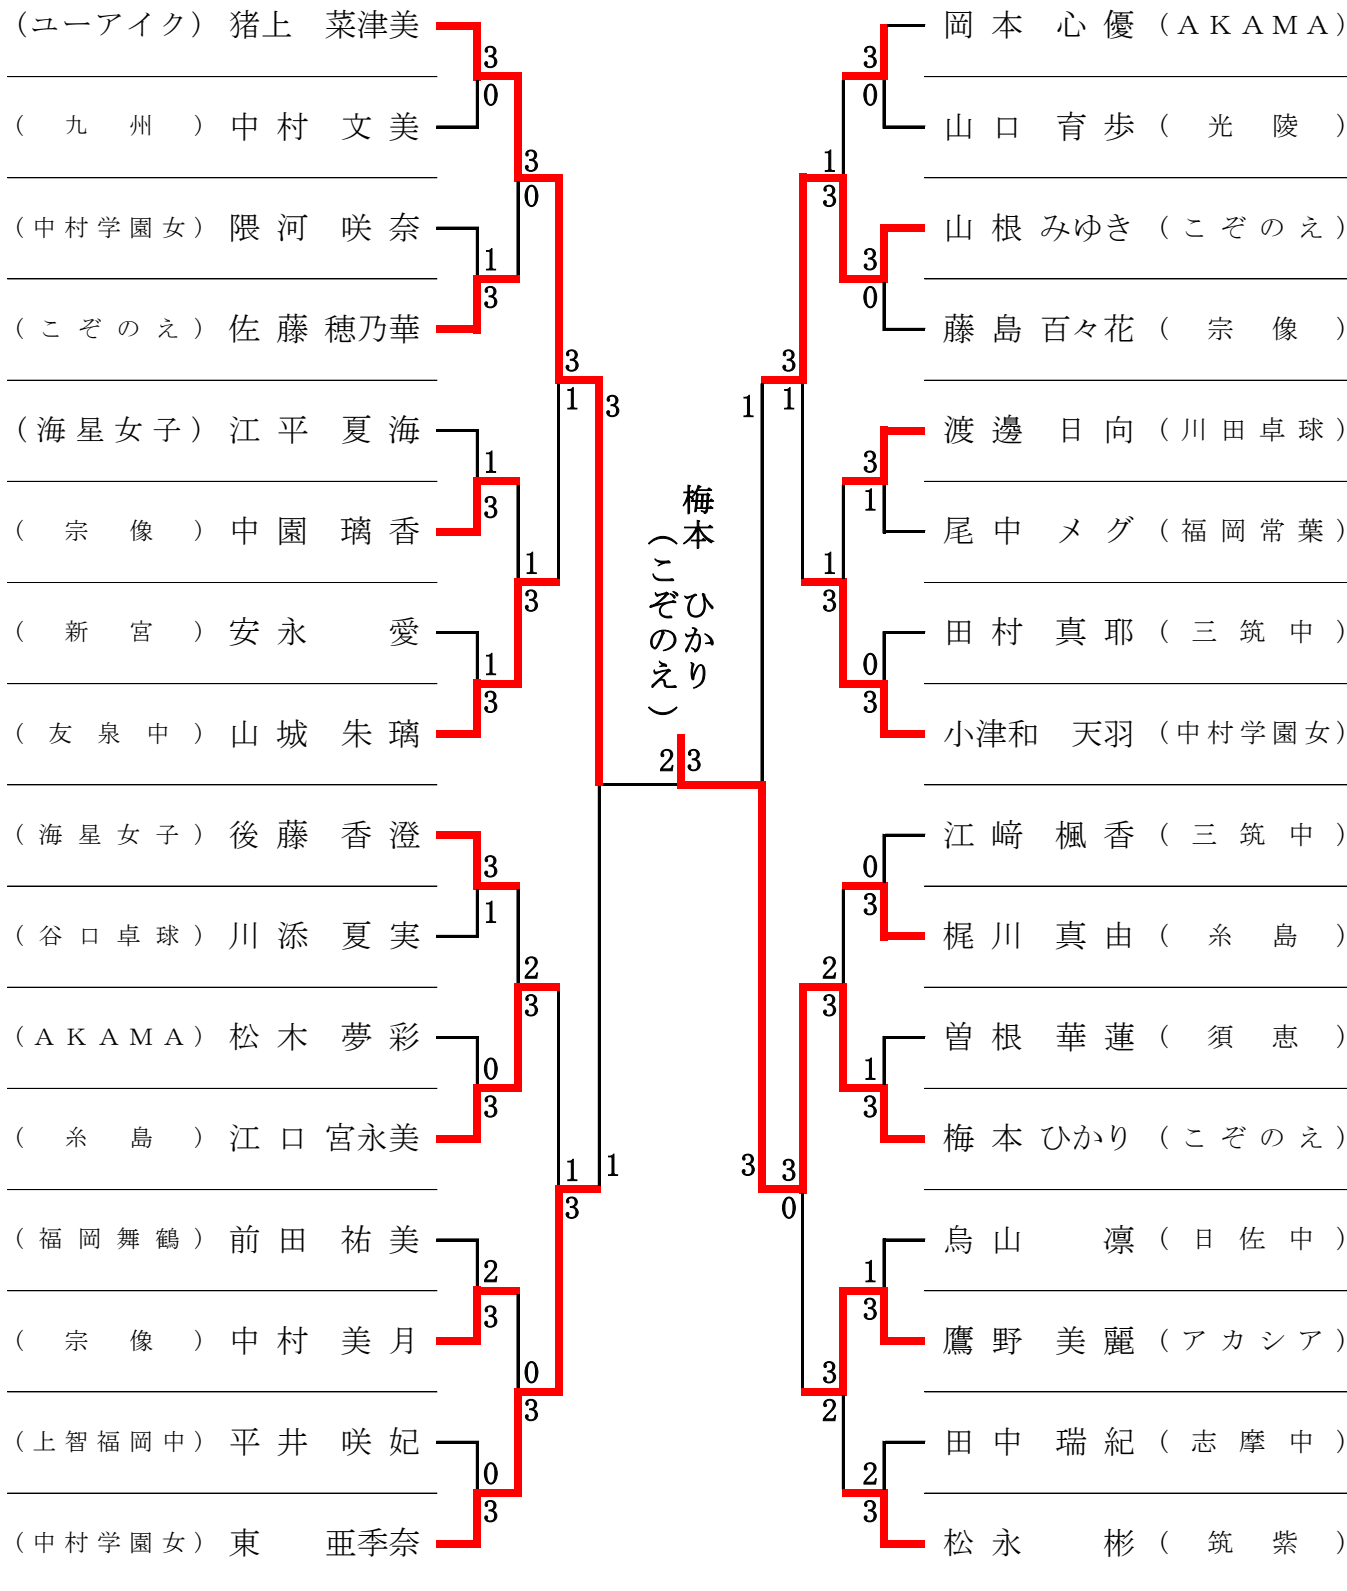 (ユーアイク) 猪上 菜津美
3
0
(九州) 中村 文美
3
0
(中村学園女) 隈河 咲奈
1
3
(こぞのえ) 佐藤 穂乃華
3
1
3
(海星女子) 江平 夏海
1
3
(宗像) 中園 璃香
1
3
(新宮) 安永 愛
1
3
(友泉中) 山城 朱璃
(海星女子) 後藤 香澄
3
1
(谷口卓球) 川添 夏実
2
3
(AKAMA) 松木 夢彩
0
3
(糸島) 江口 宮永美
1
3
1
(福岡舞鶴) 前田 祐美
2
3
(宗像) 中村 美月
0
3
(上智福岡中) 平井 咲妃
0
3
(中村学園女) 東 亜季奈
梅本 ひかり
(こぞのえ)
2 3
岡本 心優 (AKAMA)
3
0
山口 育歩 (光陵)
1
3
山根 みゆき (こぞのえ)
3
0
藤島 百々花 (宗像)
3
1
1
渡邊 日向 (川田卓球)
3
1
尾中 メグ (福岡常葉)
1
3
田村 真耶 (三筑中)
0
3
小津和 天羽 (中村学園女)
江﨑 楓香 (三筑中)
0
3
梶川 真由 (糸島)
2
3
曽根 華蓮 (須恵)
1
3
梅本 ひかり (こぞのえ)
3
3
0
烏山 凛 (日佐中)
1
3
鷹野 美麗 (アカシア)
3
2
田中 瑞紀 (志摩中)
2
3
松永 彬 (筑紫)